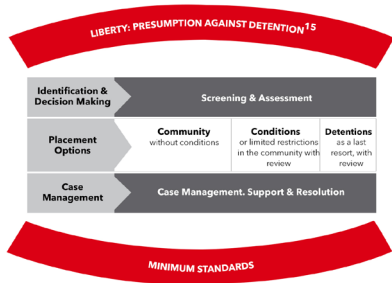 LIBERTY: PRESUMPTION AGAINST DETENTION15
Identification &
Decision Making
Screening & Assessment
Placement
Options
Community
without conditions
Conditions
or limited restrictions
in the community with
review
Detentions
as a last
resort, with
review
Case
Management
Case Management. Support & Resolution
MINIMUM STANDARDS